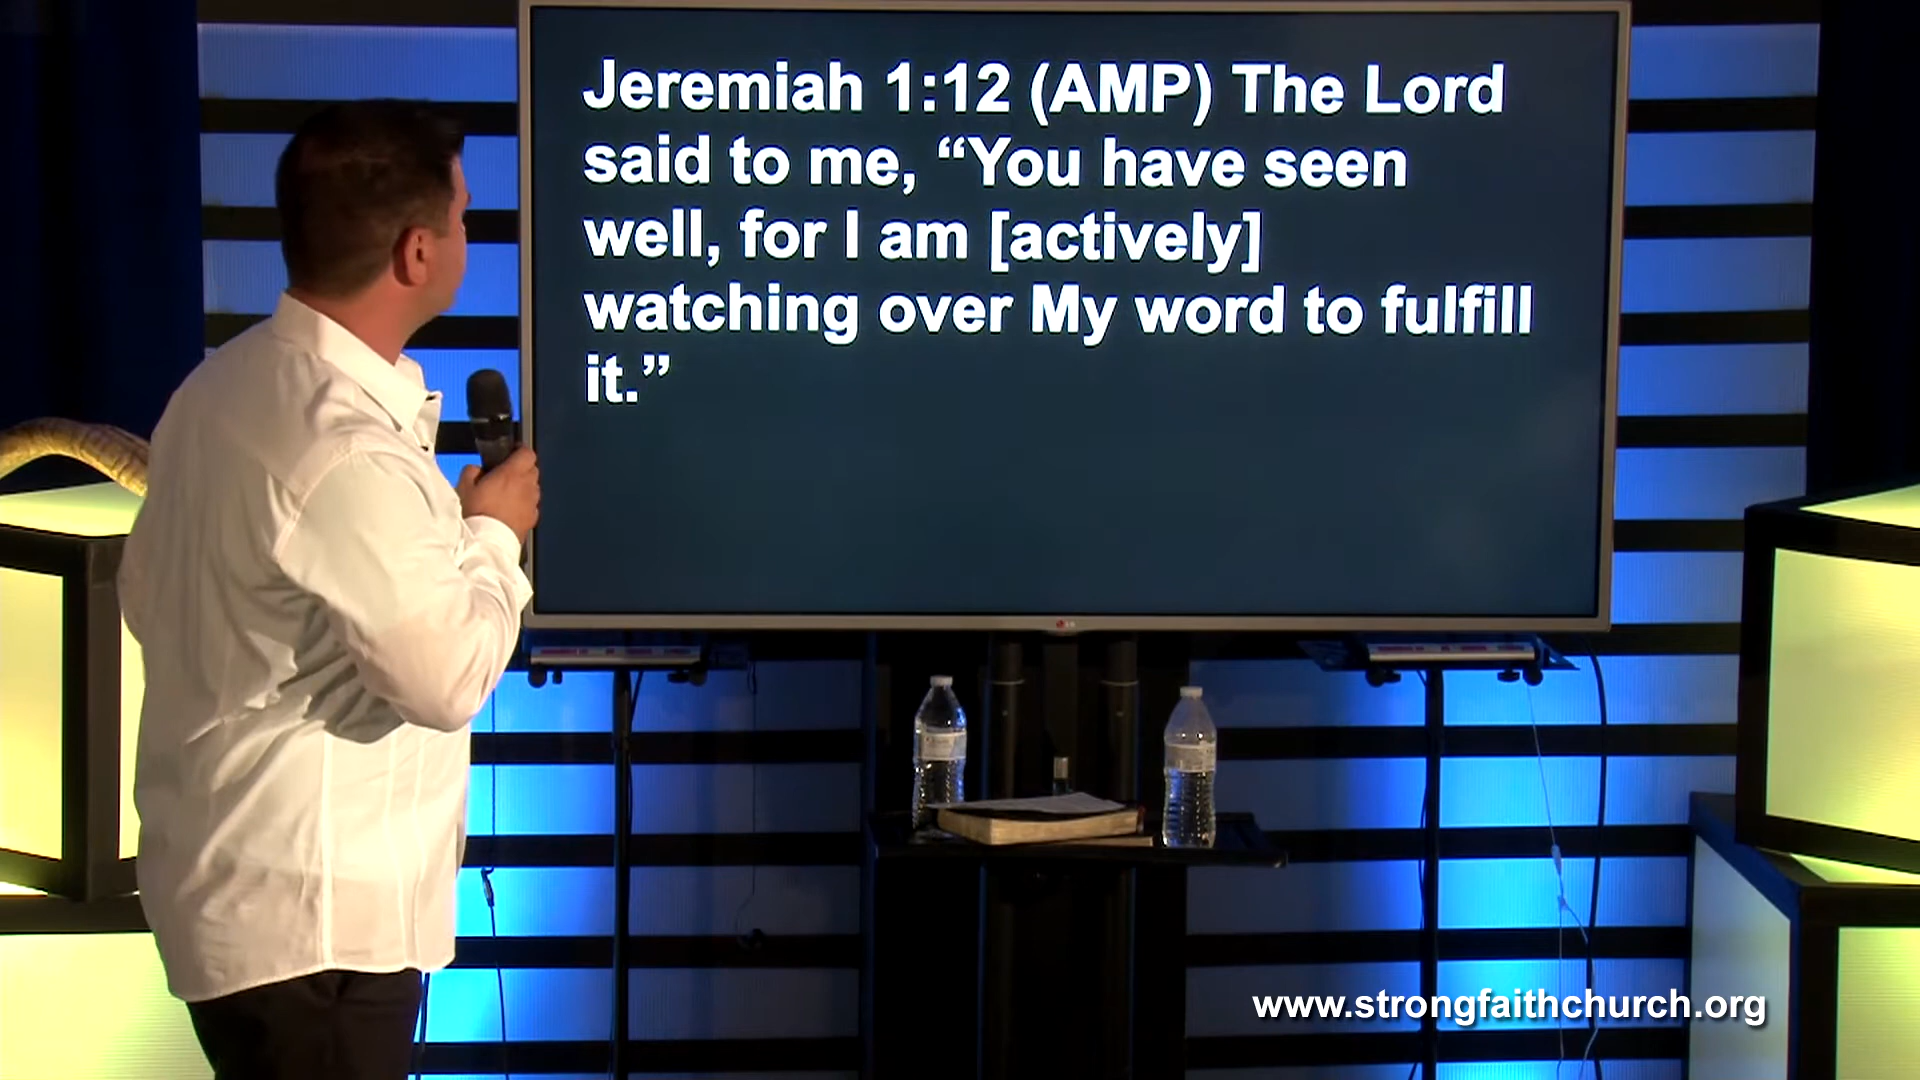 Jeremiah 1:12 (AMP) The Lord
said to me, “You have seen
well, for I am [actively]
watching over My word to fulfill
it.”
LG
www.strongfaithchurch.org